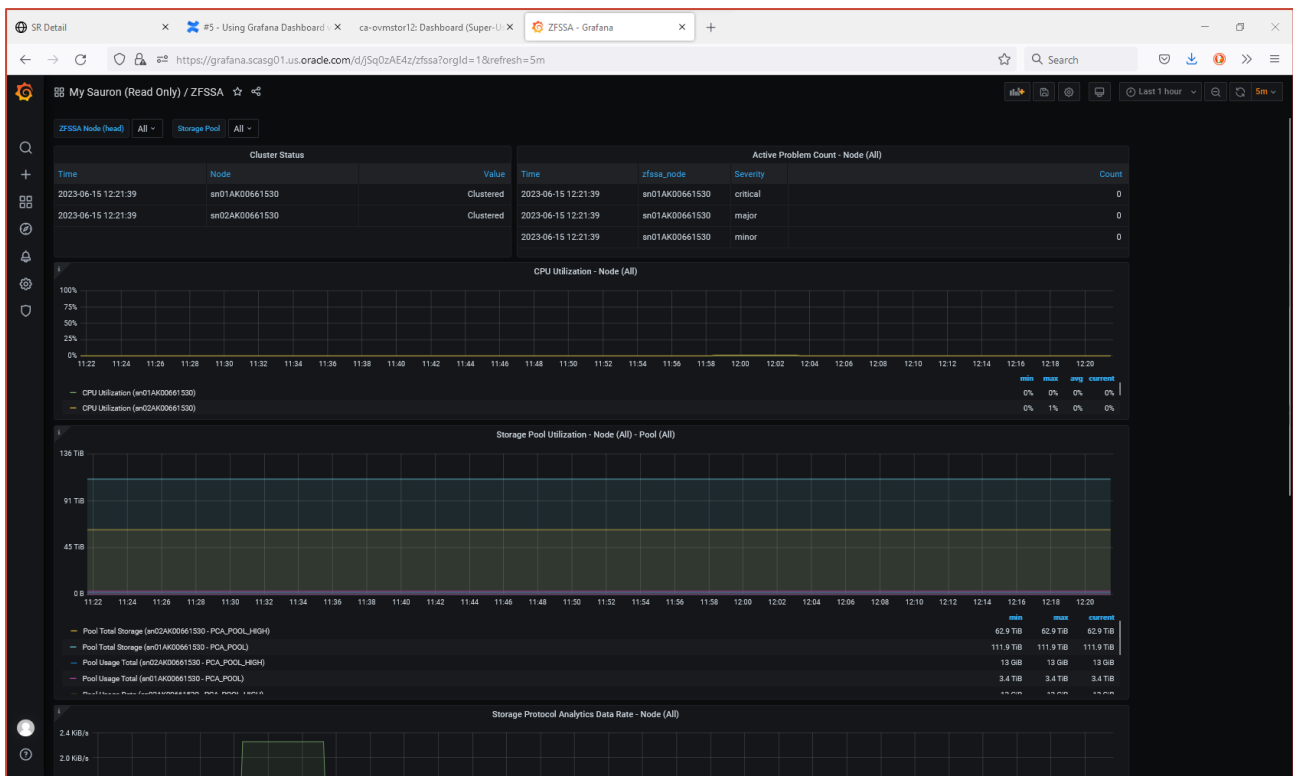 SR Detail
#5 - Using Grafana Dashboard
ca-ovmstor12: Dashboard (Super-U
ZFSSA - Grafana
https://grafana.scasg01.us.oracle.com/d/jSq0zAE4z/zfssa?orgId=1&refresh=5m
Search
My Sauron (Read Only) / ZFSSA
Last 1 hour
5m
ZFSSA Node (head) All Storage Pool All
Cluster Status
Time Node Value
2023-06-15 12:21:39 sn01AK00661530 Clustered
2023-06-15 12:21:39 sn02AK00661530 Clustered
Active Problem Count - Node (All)
Time zfssa_node Severity Count
2023-06-15 12:21:39 sn01AK00661530 critical 0
2023-06-15 12:21:39 sn01AK00661530 major 0
2023-06-15 12:21:39 sn01AK00661530 minor 0
CPU Utilization - Node (All)
100%
75%
50%
25%
0%
11:22 11:24 11:26 11:28 11:30 11:32 11:34 11:36 11:38 11:40 11:42 11:44 11:46 11:48 11:50 11:52 11:54 11:56 11:58 12:00 12:02 12:04 12:06 12:08 12:10 12:12 12:14 12:16 12:18 12:20
min max avg current
CPU Utilization (sn01AK00661530) 0% 0% 0% 0%
CPU Utilization (sn02AK00661530) 0% 1% 0% 0%
Storage Pool Utilization - Node (All) - Pool (All)
136 TiB
91 TiB
45 TiB
0 B
11:22 11:24 11:26 11:28 11:30 11:32 11:34 11:36 11:38 11:40 11:42 11:44 11:46 11:48 11:50 11:52 11:54 11:56 11:58 12:00 12:02 12:04 12:06 12:08 12:10 12:12 12:14 12:16 12:18 12:20
min max current
Pool Total Storage (sn02AK00661530 - PCA_POOL_HIGH) 62.9 TiB 62.9 TiB 62.9 TiB
Pool Total Storage (sn01AK00661530 - PCA_POOL) 111.9 TiB 111.9 TiB 111.9 TiB
Pool Usage Total (sn02AK00661530 - PCA_POOL_HIGH) 13 GiB 13 GiB 13 GiB
Pool Usage Total (sn01AK00661530 - PCA_POOL) 3.4 TiB 3.4 TiB 3.4 TiB
Storage Protocol Analytics Data Rate - Node (All)
2.4 KiB/s
2.0 KiB/s